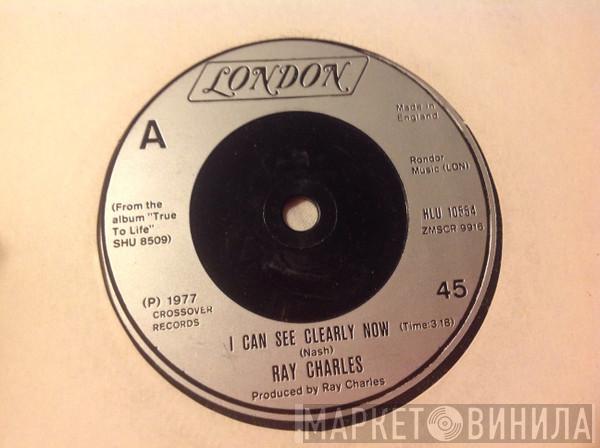 LONDON
A
Made in
England
Rondor
Music (LON)
(From the
album "True
To Life"
SHU 8509)
HLU 10554
ZMSCR 9916
45
(P) 1977
CROSSOVER
RECORDS
I CAN SEE CLEARLY NOW (Time:3.18)
(Nash)
RAY CHARLES
Produced by Ray Charles
МАРКЕТ ВИНИЛА